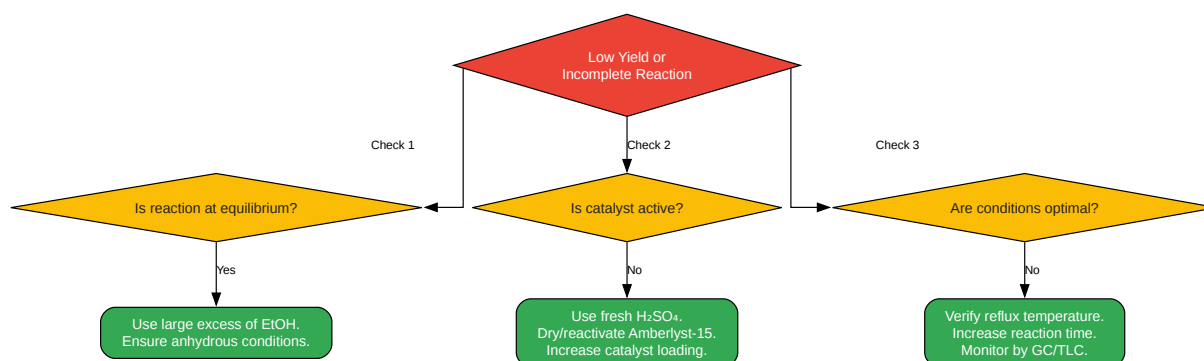 Low Yield or
Incomplete Reaction
Check 1
Check 2
Check 3
Is reaction at equilibrium?
Is catalyst active?
Are conditions optimal?
Yes
No
No
Use large excess of EtOH.
Ensure anhydrous conditions.
Use fresh H₂SO₄.
Dry/reactivate Amberlyst-15.
Increase catalyst loading.
Verify reflux temperature.
Increase reaction time.
Monitor by GC/TLC.